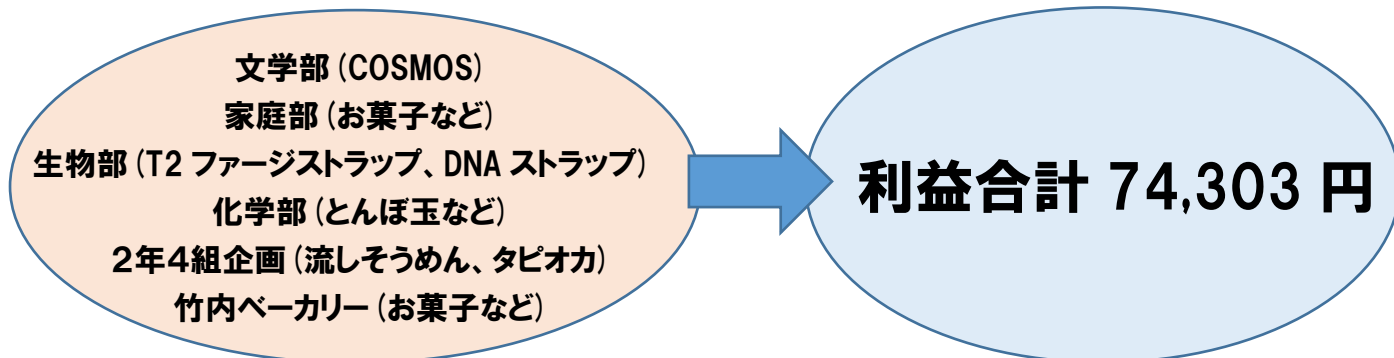 文学部(COSMOS)
家庭部(お菓子など)
生物部(T2 ファージストラップ、DNA ストラップ)
化学部(とんぼ玉など)
2年4組企画(流しそうめん、タピオカ)
竹内ベーカリー(お菓子など)
利益合計 74,303 円